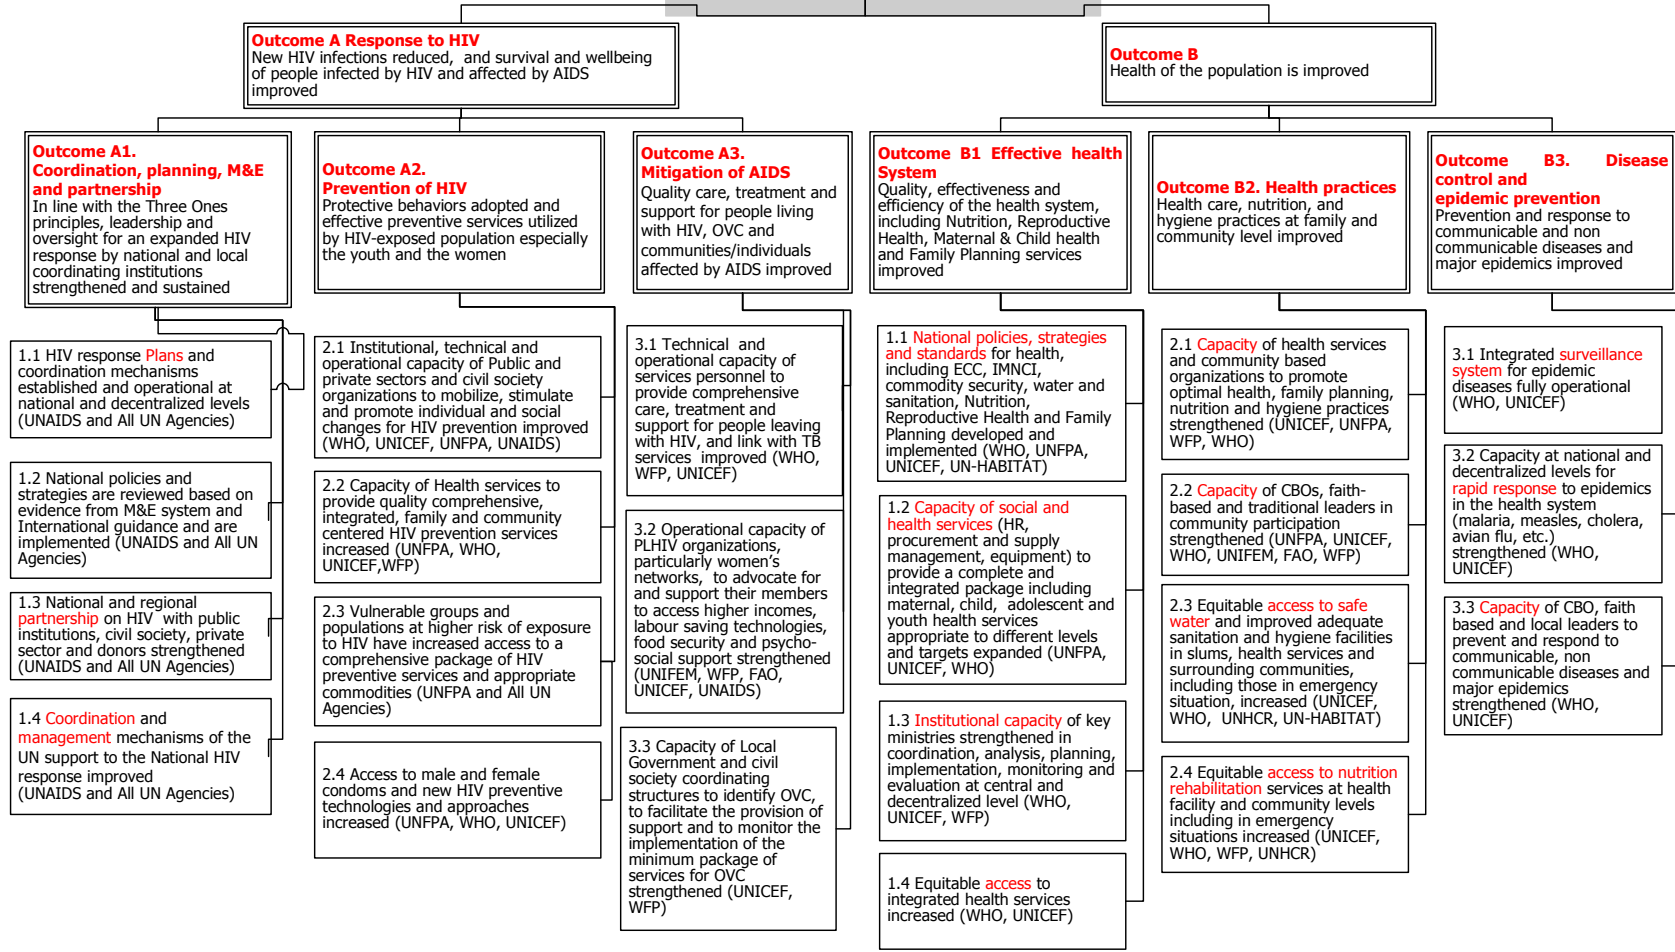 Outcome A Response to HIV
New HIV infections reduced, and survival and wellbeing
of people infected by HIV and affected by AIDS
improved
Outcome B
Health of the population is improved
Outcome A1.
Coordination, planning, M&E
and partnership
In line with the Three Ones
principles, leadership and
oversight for an expanded HIV
response by national and local
coordinating institutions
strengthened and sustained
Outcome A2.
Prevention of HIV
Protective behaviors adopted and
effective preventive services utilized
by HIV-exposed population especially
the youth and the women
Outcome A3.
Mitigation of AIDS
Quality care, treatment and
support for people living
with HIV, OVC and
communities/individuals
affected by AIDS improved
Outcome B1 Effective health
System
Quality, effectiveness and
efficiency of the health system,
including Nutrition, Reproductive
Health, Maternal & Child health
and Family Planning services
improved
Outcome B2. Health practices
Health care, nutrition, and
hygiene practices at family and
community level improved
Outcome B3. Disease
control and
epidemic prevention
Prevention and response to
communicable and non
communicable diseases and
major epidemics improved
1.1 HIV response Plans and
coordination mechanisms
established and operational at
national and decentralized levels
(UNAIDS and All UN Agencies)
1.2 National policies and
strategies are reviewed based on
evidence from M&E system and
International guidance and are
implemented (UNAIDS and All UN
Agencies)
1.3 National and regional
partnership on HIV with public
institutions, civil society, private
sector and donors strengthened
(UNAIDS and All UN Agencies)
1.4 Coordination and
management mechanisms of the
UN support to the National HIV
response improved
(UNAIDS and All UN Agencies)
2.1 Institutional, technical and
operational capacity of Public and
private sectors and civil society
organizations to mobilize, stimulate
and promote individual and social
changes for HIV prevention improved
(WHO, UNICEF, UNFPA, UNAIDS)
2.2 Capacity of Health services to
provide quality comprehensive,
integrated, family and community
centered HIV prevention services
increased (UNFPA, WHO,
UNICEF,WFP)
2.3 Vulnerable groups and
populations at higher risk of exposure
to HIV have increased access to a
comprehensive package of HIV
preventive services and appropriate
commodities (UNFPA and All UN
Agencies)
2.4 Access to male and female
condoms and new HIV preventive
technologies and approaches
increased (UNFPA, WHO, UNICEF)
3.1 Technical and
operational capacity of
services personnel to
provide comprehensive
care, treatment and
support for people leaving
with HIV, and link with TB
services improved (WHO,
WFP, UNICEF)
3.2 Operational capacity of
PLHIV organizations,
particularly women's
networks, to advocate for
and support their members
to access higher incomes,
labour saving technologies,
food security and psycho-
social support strengthened
(UNIFEM, WFP, FAO,
UNICEF, UNAIDS)
3.3 Capacity of Local
Government and civil
society coordinating
structures to identify OVC,
to facilitate the provision of
support and to monitor the
implementation of the
minimum package of
services for OVC
strengthened (UNICEF,
WFP)
1.1 National policies, strategies
and standards for health,
including ECC, IMNCI,
commodity security, water and
sanitation, Nutrition,
Reproductive Health and Family
Planning developed and
implemented (WHO, UNFPA,
UNICEF, UN-HABITAT)
1.2 Capacity of social and
health services (HR,
procurement and supply
management, equipment) to
provide a complete and
integrated package including
maternal, child, adolescent and
youth health services
appropriate to different levels
and targets expanded (UNFPA,
UNICEF, WHO)
1.3 Institutional capacity of key
ministries strengthened in
coordination, analysis, planning,
implementation, monitoring and
evaluation at central and
decentralized level (WHO,
UNICEF, WFP)
1.4 Equitable access to
integrated health services
increased (WHO, UNICEF)
2.1 Capacity of health services
and community based
organizations to promote
optimal health, family planning,
nutrition and hygiene practices
strengthened (UNICEF, UNFPA,
WFP, WHO)
2.2 Capacity of CBOs, faith-
based and traditional leaders in
community participation
strengthened (UNFPA, UNICEF,
WHO, UNIFEM, FAO, WFP)
2.3 Equitable access to safe
water and improved adequate
sanitation and hygiene facilities
in slums, health services and
surrounding communities,
including those in emergency
situation, increased (UNICEF,
WHO, UNHCR, UN-HABITAT)
2.4 Equitable access to nutrition
rehabilitation services at health
facility and community levels
including in emergency
situations increased (UNICEF,
WHO, WFP, UNHCR)
3.1 Integrated surveillance
system for epidemic
diseases fully operational
(WHO, UNICEF)
3.2 Capacity at national and
decentralized levels for
rapid response to epidemics
in the health system
(malaria, measles, cholera,
avian flu, etc.)
strengthened (WHO,
UNICEF)
3.3 Capacity of CBO, faith
based and local leaders to
prevent and respond to
communicable, non
communicable diseases and
major epidemics
strengthened (WHO,
UNICEF)